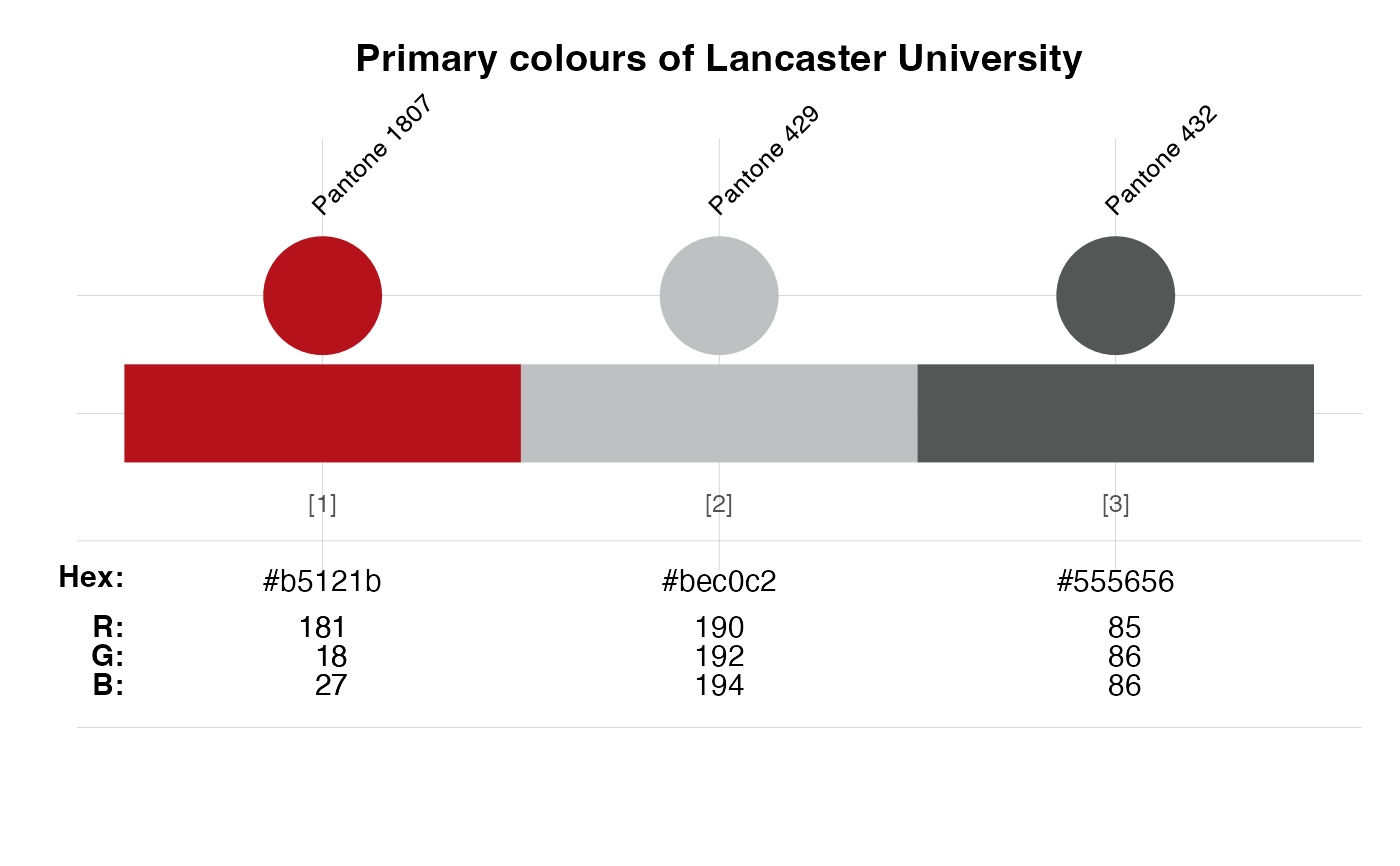 Primary colours of Lancaster University
Pantone 1807
Pantone 429
Pantone 432
[1] [2] [3]
Hex: #b5121b #bec0c2 #555656
R: 181 190 85
G: 18 192 86
B: 27 194 86